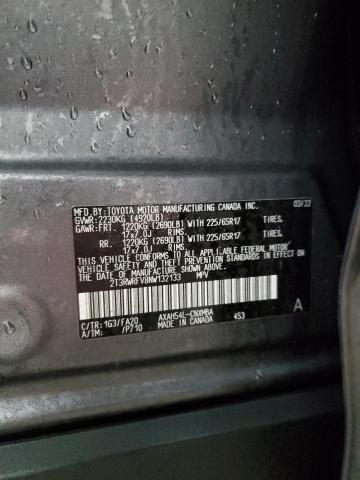 MFD.BY:TOYOTA MOTOR MANUFACTURING CANADA INC. 03/22
GVWR:2230KG (4920LB)
GAWR:FRT. 1220KG (2690LB) WITH 225/65R17 TIRES,
17x7.0J RIMS,
RR. 1220KG (2690LB) WITH 225/65R17 TIRES,
17x7.0J RIMS,
THIS VEHICLE CONFORMS TO ALL APPLICABLE FEDERAL MOTOR
VEHICLE SAFETY AND BUMPER STANDARDS IN EFFECT ON
THE DATE OF MANUFACTURE SHOWN ABOVE.
2T3RWRFV8NW132133 MPV
C/TR:1G3/FA20 AXAH54L-CNXMBA 453
A/TM: /P710 MADE IN CANADA A